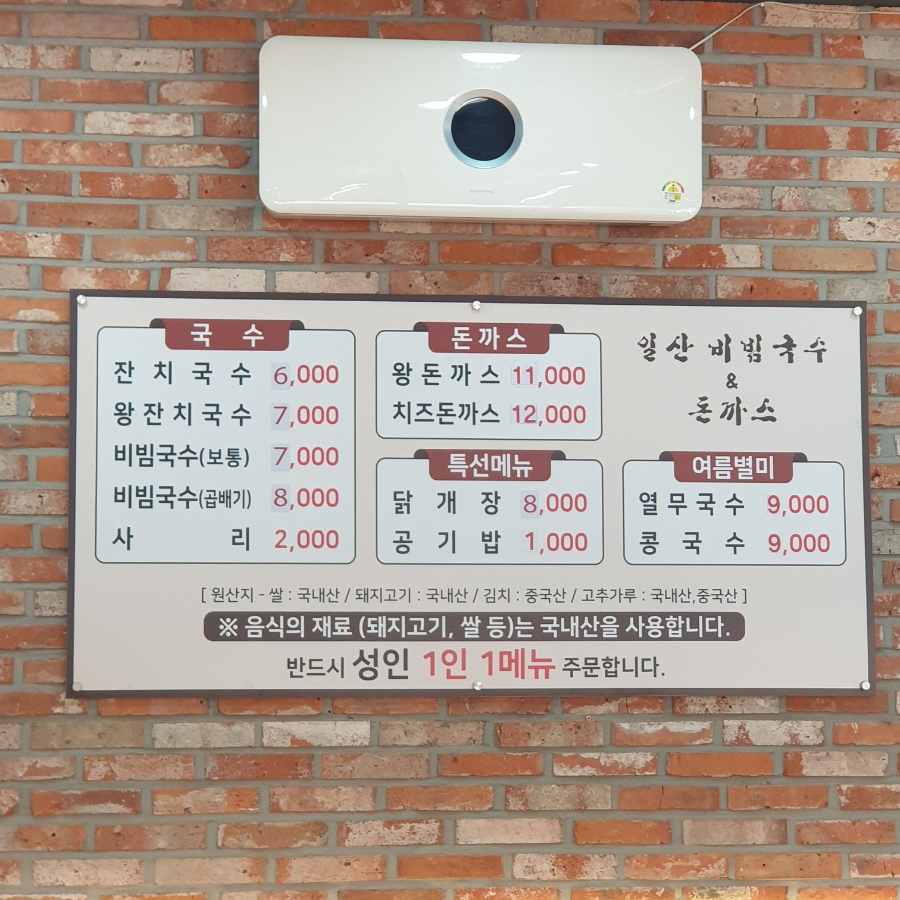 국 수
잔치국수 6,000
왕잔치국수 7,000
비빔국수(보통) 7,000
비빔국수(곱배기) 8,000
사리 2,000
돈까스
왕돈까스 11,000
치즈돈까스 12,000
특선메뉴
닭개장 8,000
공기밥 1,000
일산 비빔국수
&
돈까스
여름별미
열무국수 9,000
콩국수 9,000
[ 원산지 - 쌀 : 국내산 / 돼지고기 : 국내산 / 김치 : 중국산 / 고추가루 : 국내산,중국산 ]
※ 음식의 재료 (돼지고기, 쌀 등)는 국내산을 사용합니다.
반드시 성인 1인 1메뉴 주문합니다.